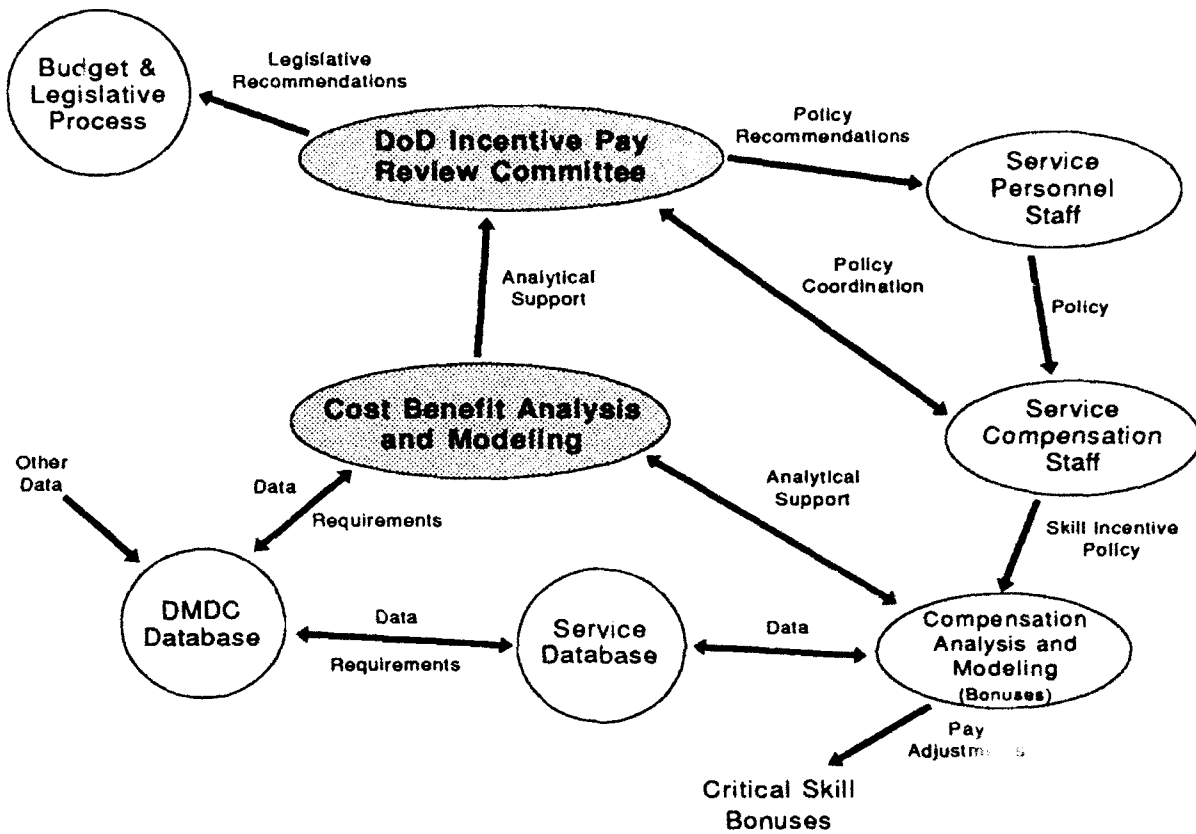 Budget &
Legislative
Process
Legislative
Recommendations
DoD Incentive Pay
Review Committee
Policy
Recommendations
Service
Personnel
Staff
Analytical
Support
Policy
Coordination
Policy
Cost Benefit Analysis
and Modeling
Service
Compensation
Staff
Other
Data
Data
Requirements
Analytical
Support
Skill Incentive
Policy
DMDC
Database
Data
Requirements
Service
Database
Data
Compensation
Analysis and
Modeling
(Bonuses)
Pay
Critical Skill
Bonuses